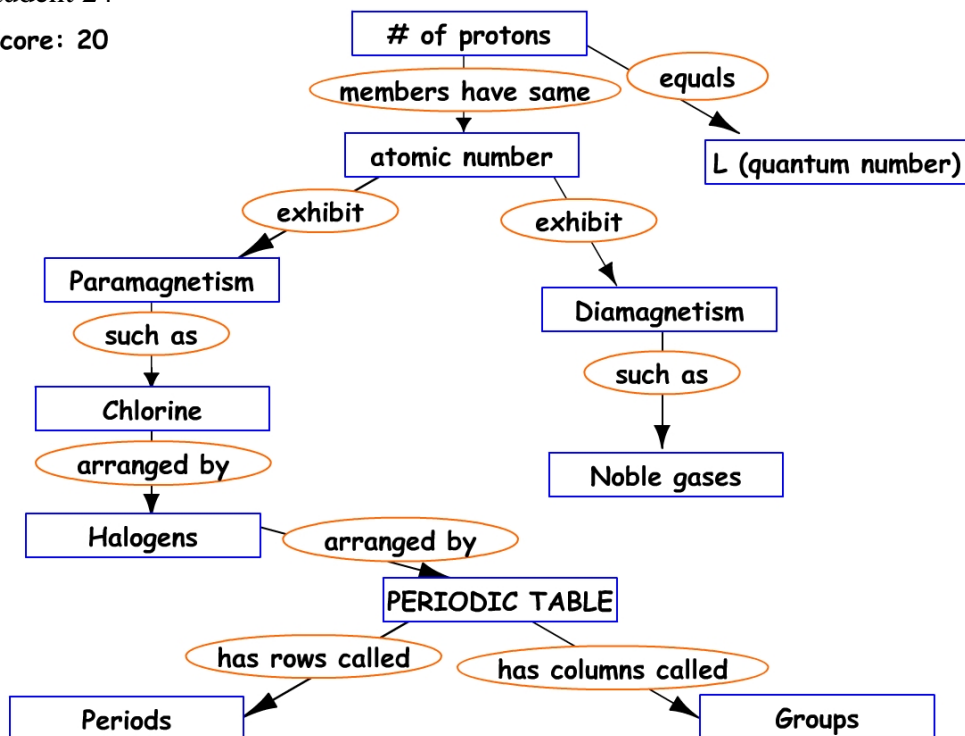 24
core: 20
# of protons
equals
members have same
L (quantum number)
atomic number
exhibit
exhibit
Paramagnetism
Diamagnetism
such as
such as
Chlorine
arranged by
Noble gases
Halogens
arranged by
PERIODIC TABLE
has rows called
has columns called
Periods
Groups